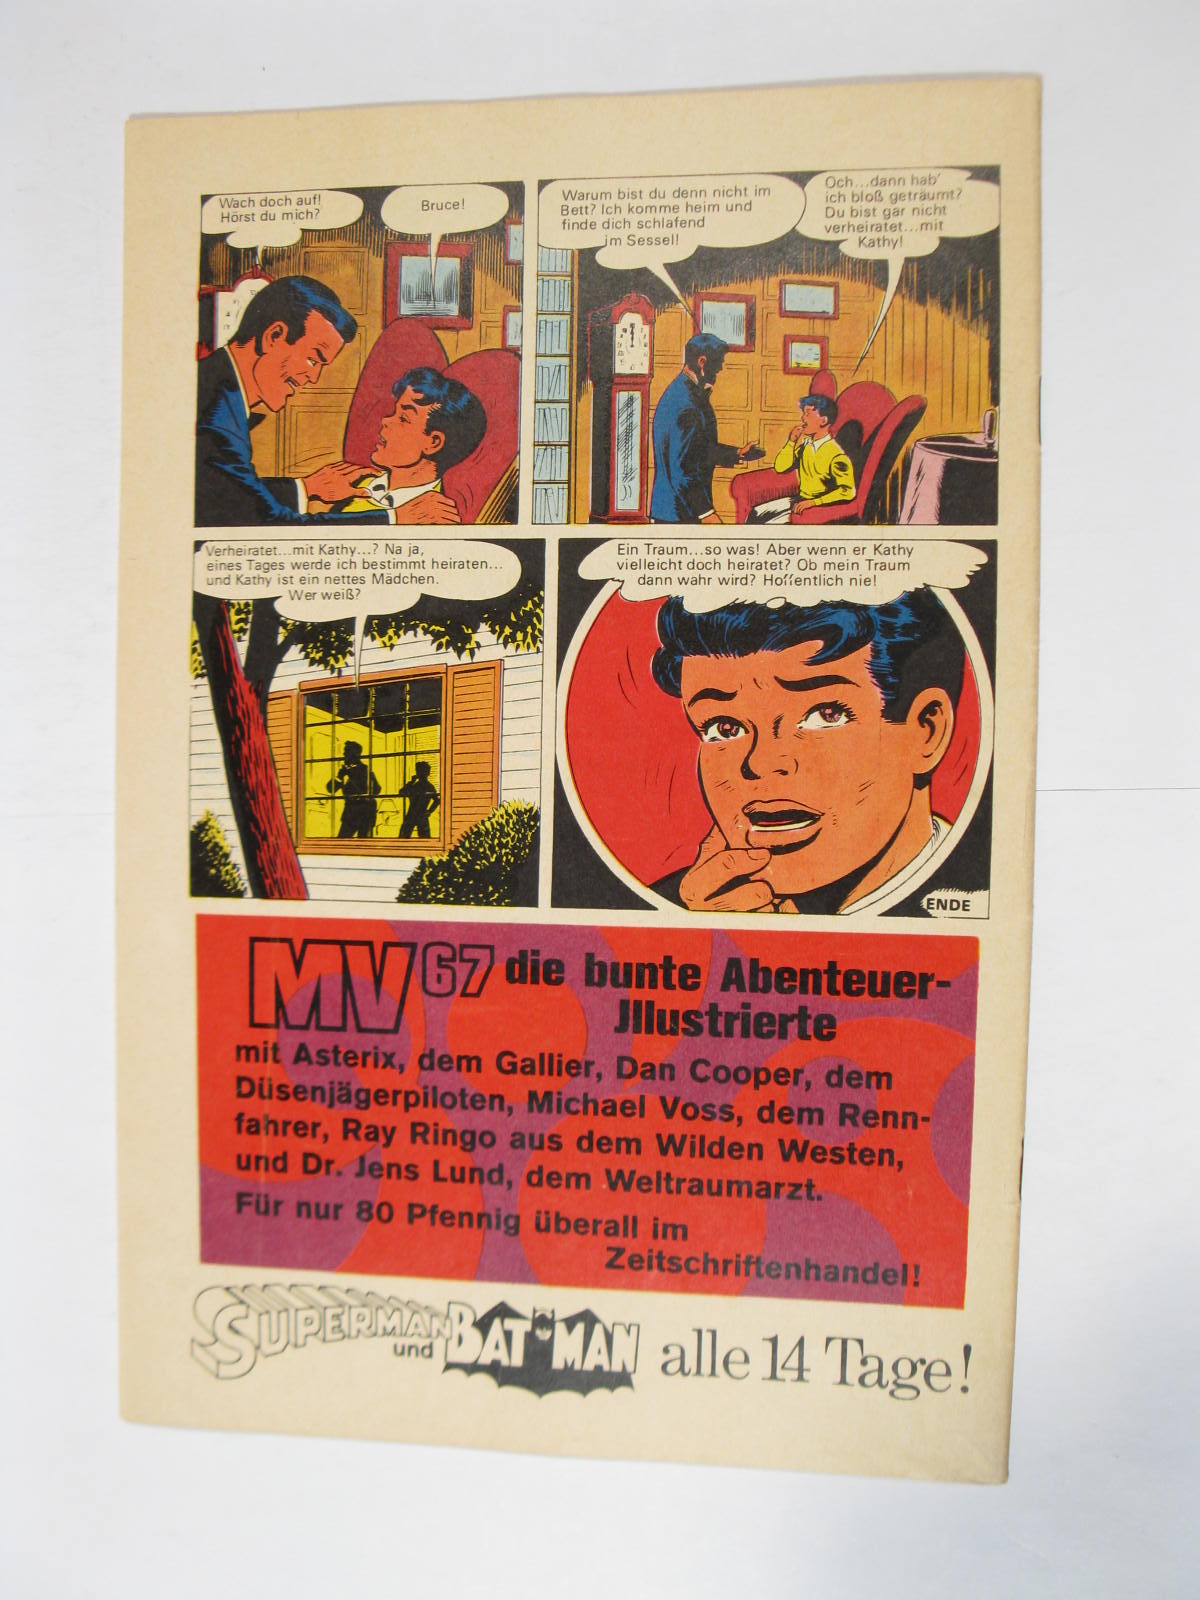 Wach doch auf!
Hörst du mich?
Bruce!
Warum bist du denn nicht im
Bett? Ich komme heim und
finde dich schlafend
im Sessel!
Och...dann hab'
ich bloß geträumt?
Du bist gar nicht
verheiratet...mit
Kathy!
Verheiratet...mit Kathy...? Na ja,
eines Tages werde ich bestimmt heiraten...
und Kathy ist ein nettes Mädchen.
Wer weiß?
Ein Traum...so was! Aber wenn er Kathy
vielleicht doch heiratet? Ob mein Traum
dann wahr wird? Hoffentlich nie!
ENDE
MV 67 die bunte Abenteuer-
Jllustrierte
mit Asterix, dem Gallier, Dan Cooper, dem
Düsenjägerpiloten, Michael Voss, dem Renn-
fahrer, Ray Ringo aus dem Wilden Westen,
und Dr. Jens Lund, dem Weltraumarzt.
Für nur 80 Pfennig überall im
Zeitschriftenhandel!
SUPERMAN und BATMAN alle 14 Tage!